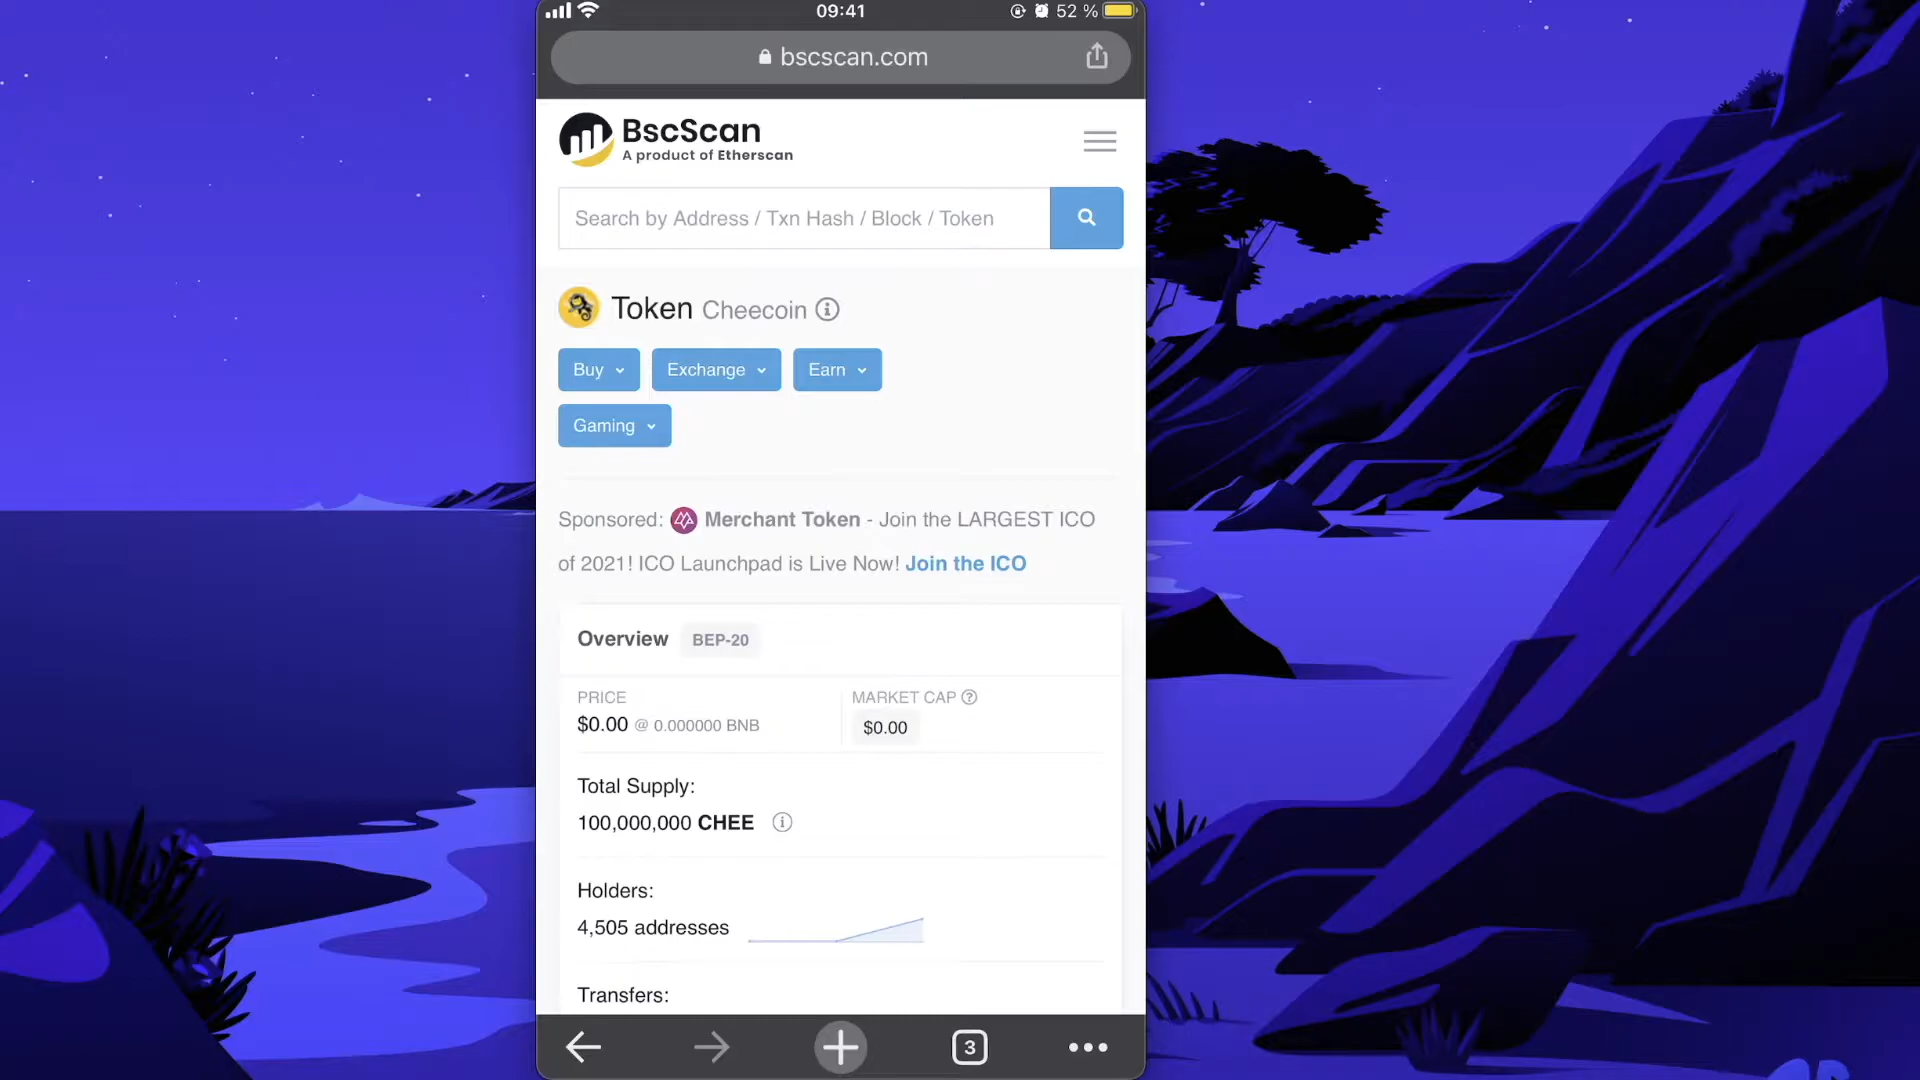 09:41
52 %
bscscan.com
BscScan
A product of Etherscan
Search by Address / Txn Hash / Block / Token
Token Cheecoin
Buy
Exchange
Earn
Gaming
Sponsored: Merchant Token - Join the LARGEST ICO
of 2021! ICO Launchpad is Live Now! Join the ICO
Overview BEP-20
PRICE
$0.00 @ 0.000000 BNB
MARKET CAP
$0.00
Total Supply:
100,000,000 CHEE
Holders:
4,505 addresses
Transfers:
3